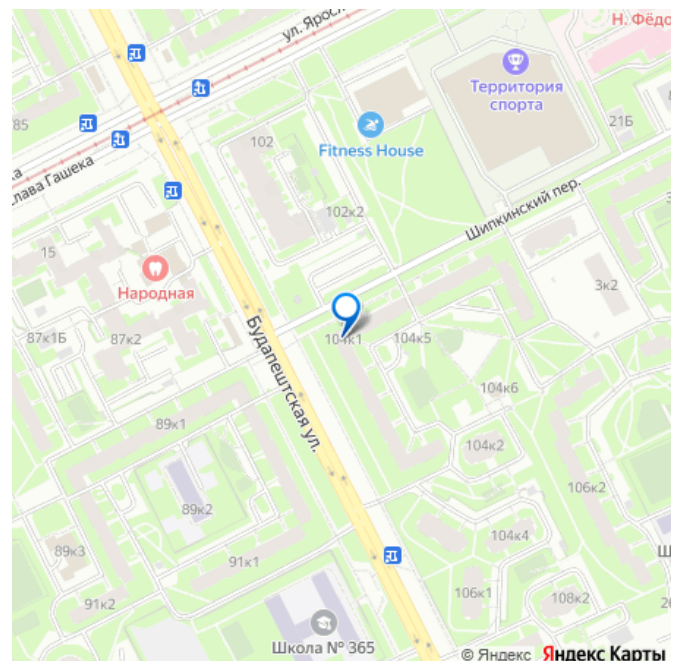 ул. Яросл
Н. Фёдо
Территория
спорта
/85
102
21Б
Fitness House
лава Гашека
Шипкинский пер.
102к2
15
Народная
3к2
87к1Б
87к2
104к1
104к5
Будапештская ул.
104к6
89к1
104к2
106к2
89к2
104к4
89к3
91к1
Ш
91к2
106к1
108к2
Школа № 365
© Яндекс Яндекс Карты